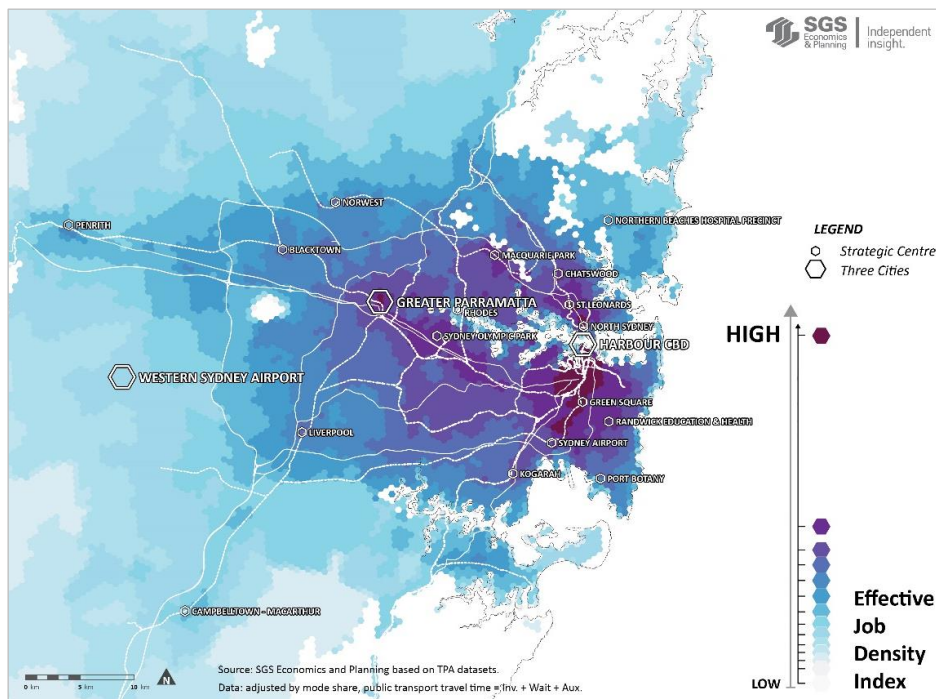 SGS
Economics
& Planning
Independent
insight.
NORWEST
PENRITH
NORTHERN BEACHES HOSPITAL PRECINCT
BLACKTOWN
MACQUARIE PARK
CHATSWOOD
GREATER PARRAMATTA
ST LEONARDS
RHODES
NORTH SYDNEY
SYDNEY OLYMPIC PARK
HARBOUR CBD
WESTERN SYDNEY AIRPORT
GREEN SQUARE
RANDWICK EDUCATION & HEALTH
LIVERPOOL
SYDNEY AIRPORT
KOGARAH
PORT BOTANY
CAMPBELLTOWN - MACARTHUR
LEGEND
Strategic Centre
Three Cities
HIGH
Effective
Job
Density
Index
LOW
0 km 5 km 10 km
N
Source: SGS Economics and Planning based on TPA datasets.
Data: adjusted by mode share, public transport travel time = Inv. + Wait + Aux.